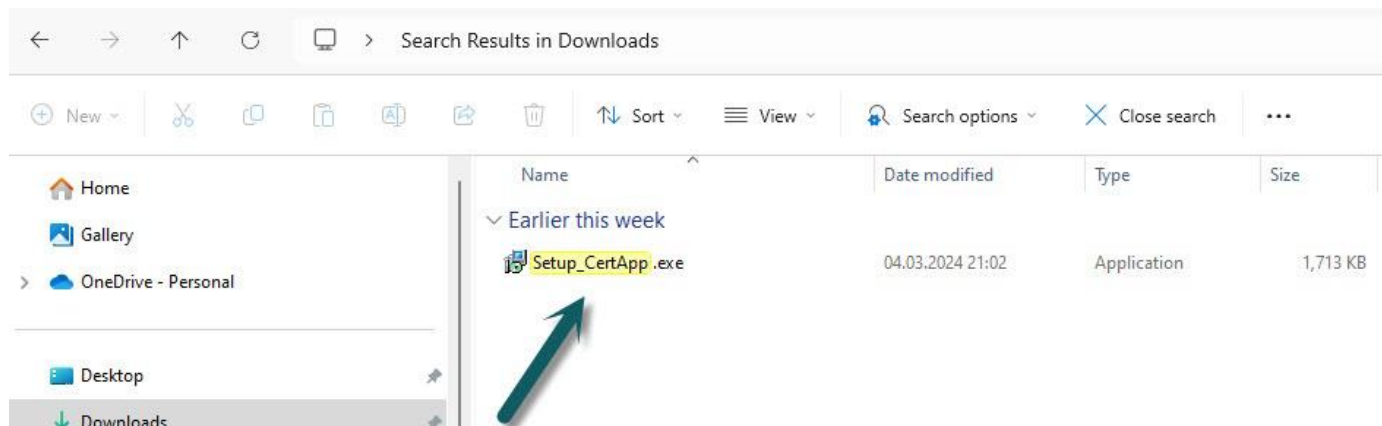 Search Results in Downloads
New Sort View Search options Close search ...
Home
Gallery
OneDrive - Personal
Desktop
Downloads
Name Date modified Type Size
Earlier this week
Setup_CertApp.exe 04.03.2024 21:02 Application 1,713 KB